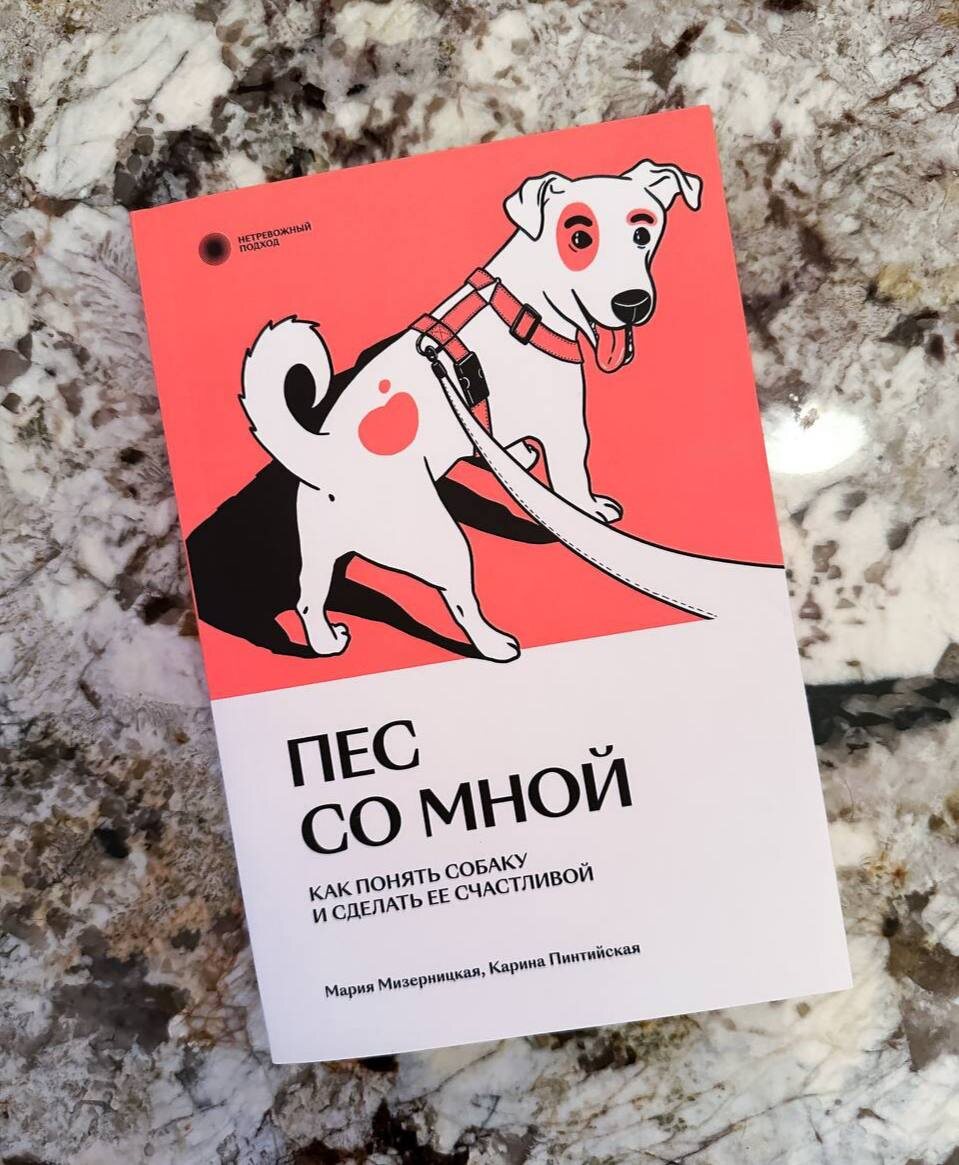 НЕТРЕВОЖНЫЙ
ПОДХОД
ПЕС
СО МНОЙ
КАК ПОНЯТЬ СОБАКУ
И СДЕЛАТЬ ЕЕ СЧАСТЛИВОЙ
Мария Мизерницкая, Карина Пинтийская